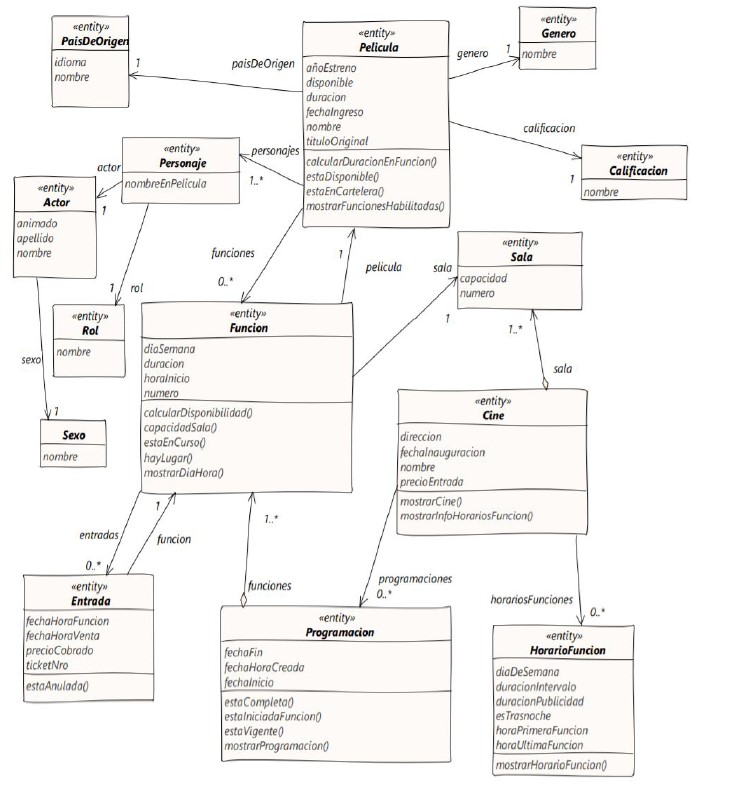 «entity»
PaisDeOrigen
idioma
nombre
1
paisDeOrigen
«entity»
Pelicula
añoEstreno
disponible
duracion
fechaIngreso
nombre
tituloOriginal
calcularDuracionEnFuncion()
estaDisponible()
estaEnCartelera()
mostrarFuncionesHabilitadas()
genero
1
«entity»
Genero
nombre
calificacion
1
«entity»
Calificacion
nombre
personajes
1..*
«entity»
Personaje
nombreEnPelicula
actor
1
«entity»
Actor
animado
apellido
nombre
1
rol
«entity»
Rol
nombre
sexo
1
«entity»
Sexo
nombre
funciones
0..*
1
pelicula
sala
1
«entity»
Sala
capacidad
numero
1..*
sala
«entity»
Funcion
diaSemana
duracion
horaInicio
numero
calcularDisponibilidad()
capacidadSala()
estaEnCurso()
hayLugar()
mostrarDiaHora()
«entity»
Cine
direccion
fechaInauguracion
nombre
precioEntrada
mostrarCine()
mostrarInfoHorariosFuncion()
entradas
0..*
1
funcion
1..*
funciones
programaciones
0..*
horariosFunciones
0..*
«entity»
Entrada
fechaHoraFuncion
fechaHoraVenta
precioCobrado
ticketNro
estaAnulada()
«entity»
Programacion
fechaFin
fechaHoraCreada
fechaInicio
estaCompleta()
estaIniciadaFuncion()
estaVigente()
mostrarProgramacion()
«entity»
HorarioFuncion
diaDeSemana
duracionIntervalo
duracionPublicidad
esTrasnoche
horaPrimeraFuncion
horaUltimaFuncion
mostrarHorarioFuncion()